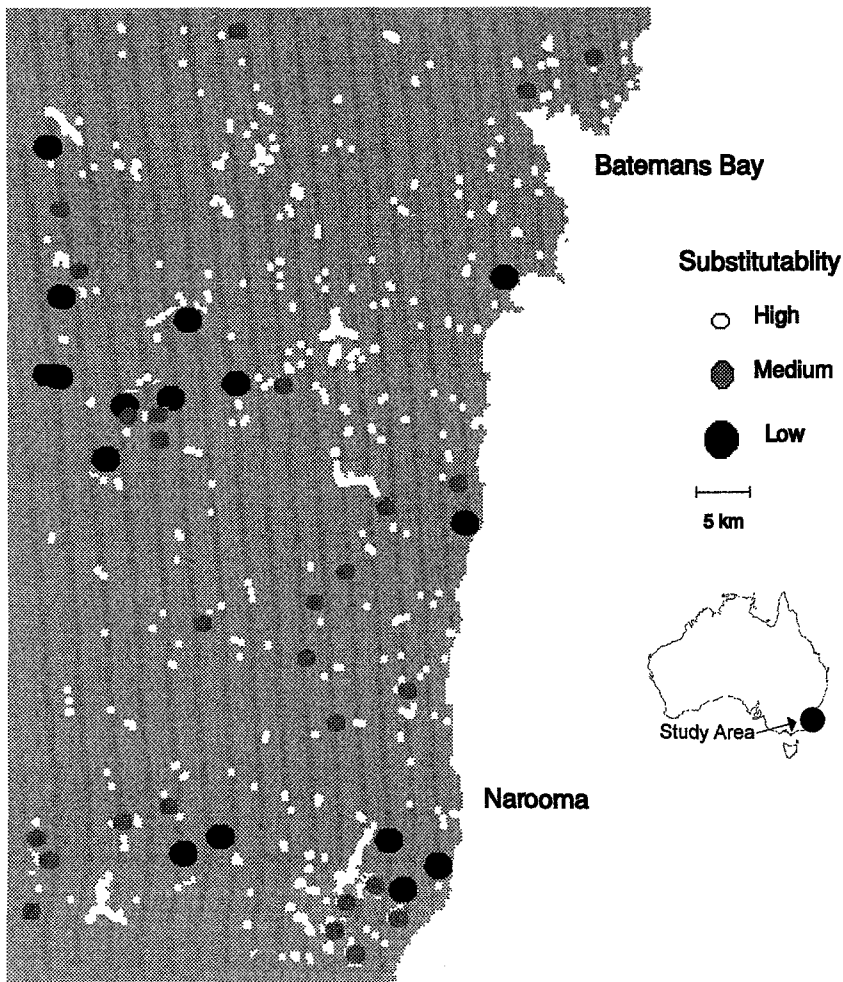 Batemans Bay
Substitutablity
High
Medium
Low
5 km
Study Area
Narooma